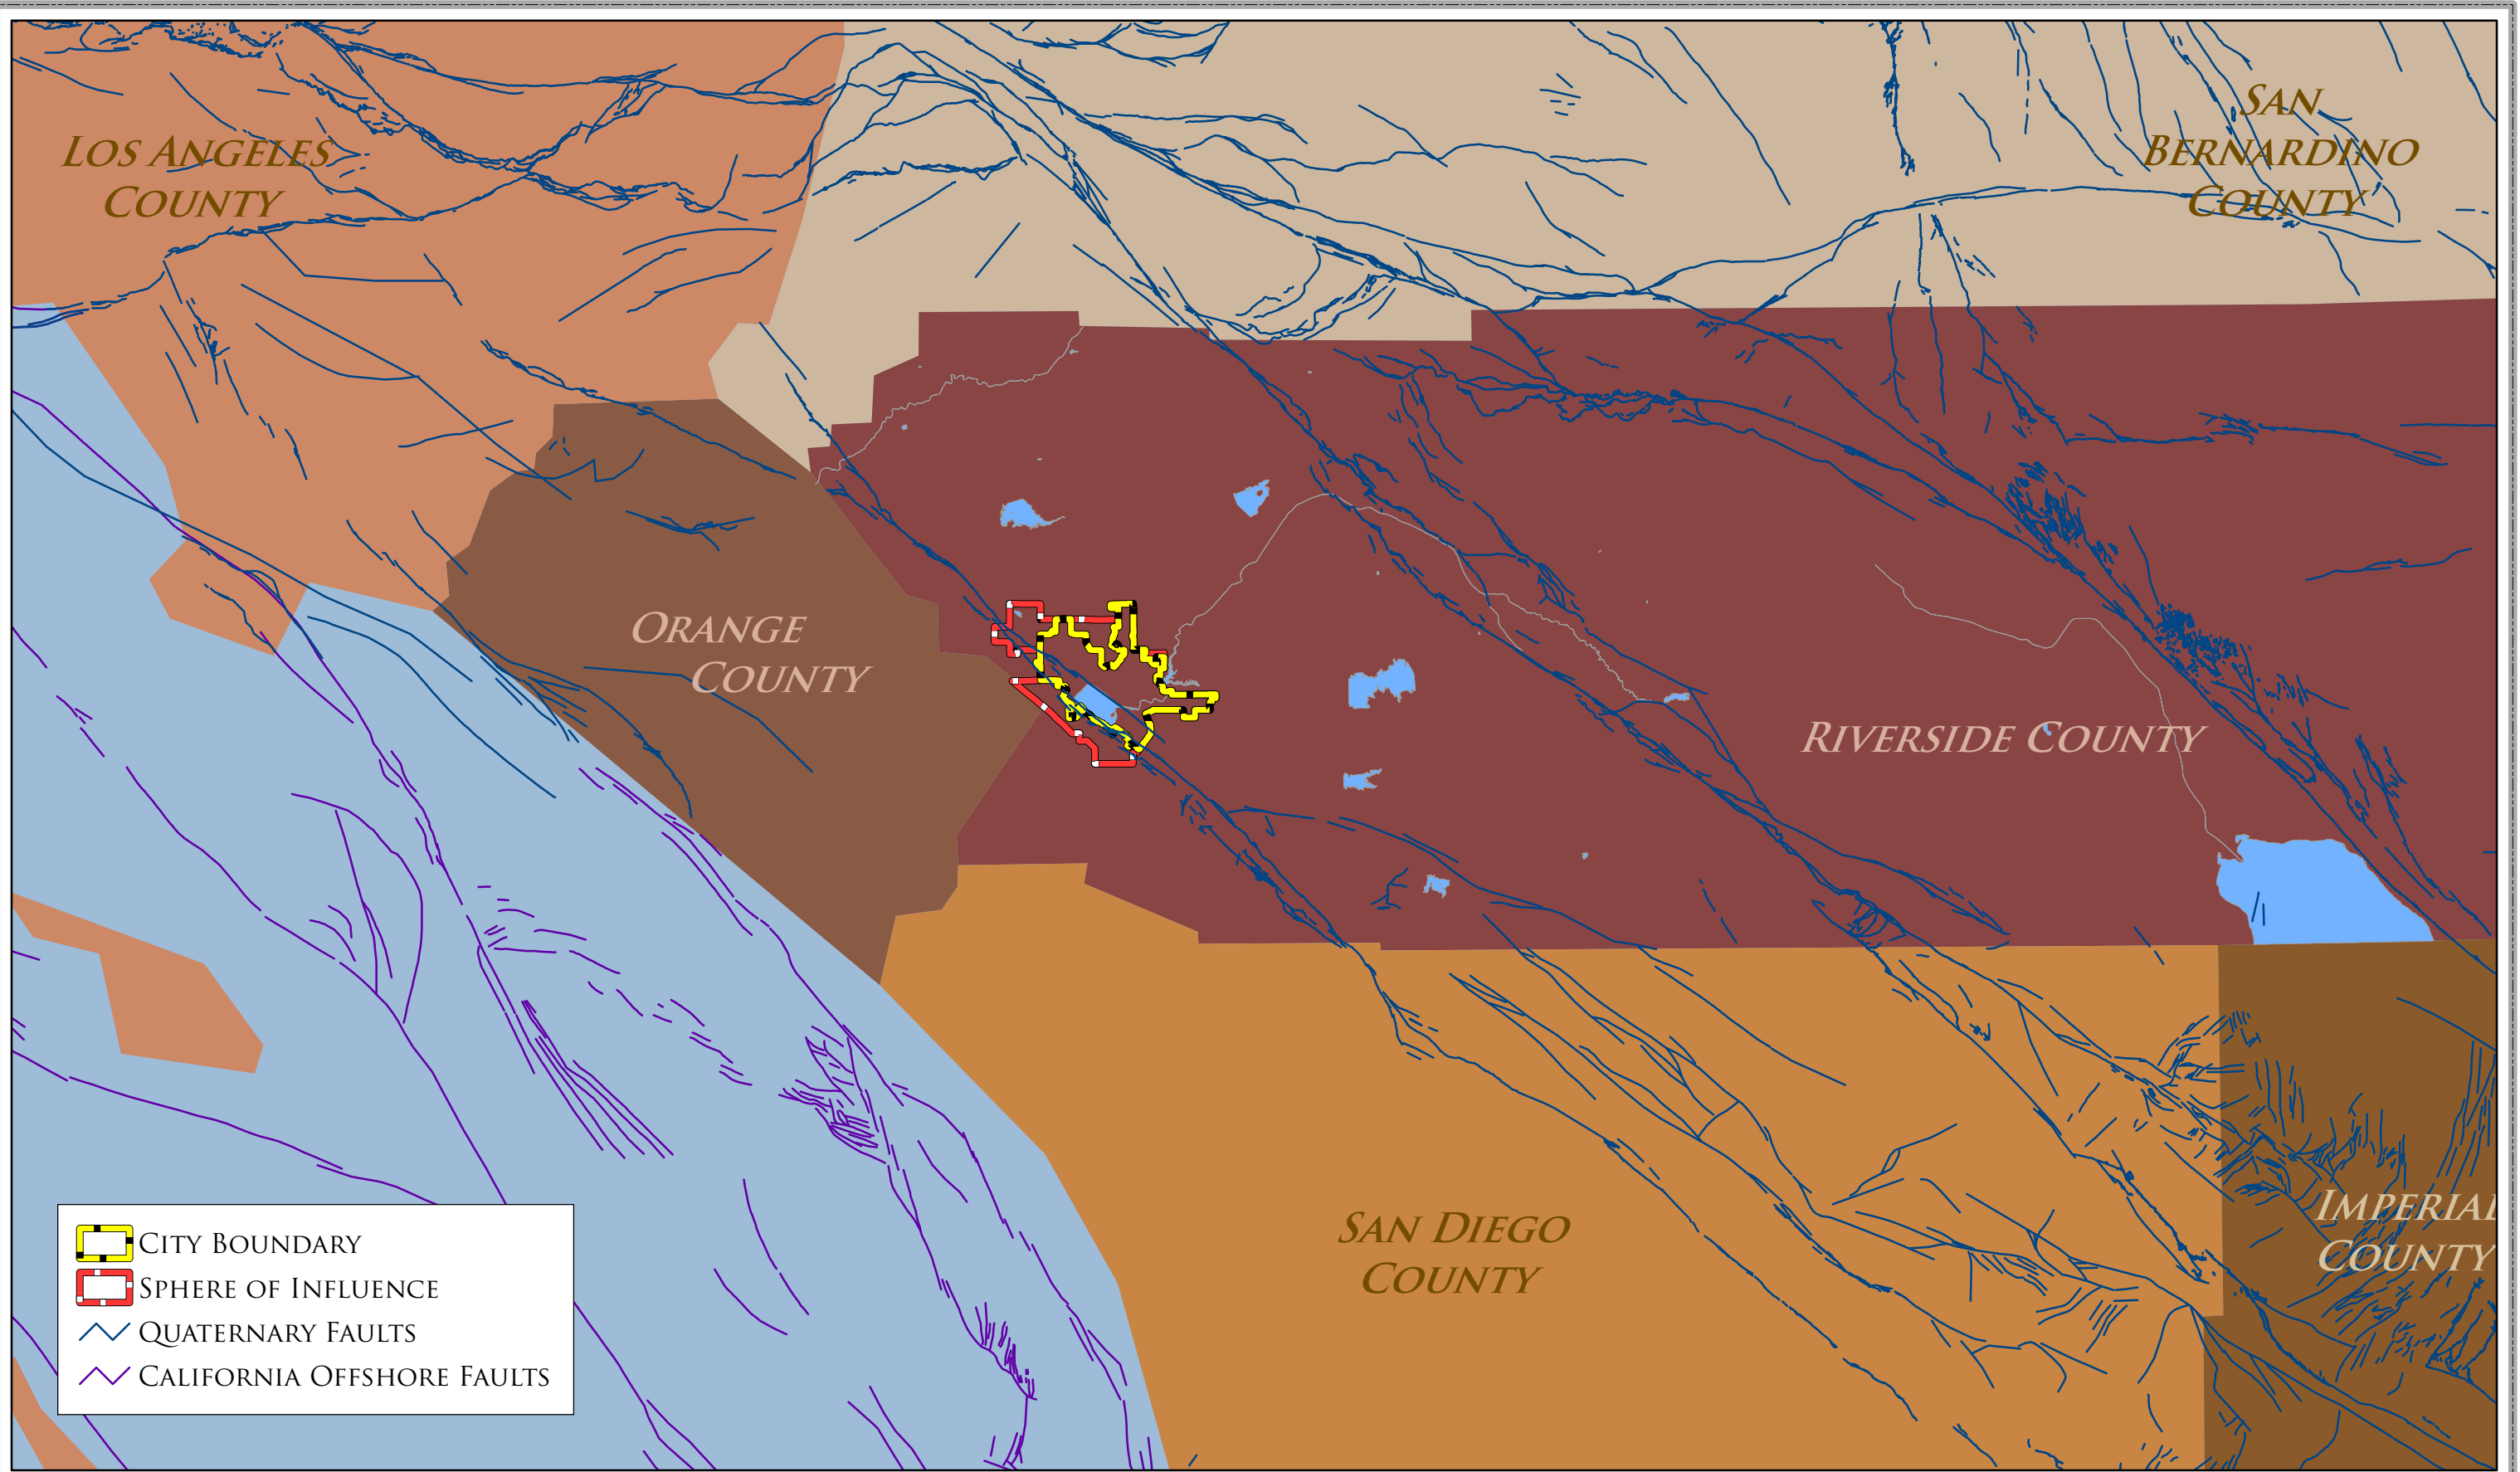 Los Angeles
County
San
Bernardino
County
Orange
County
Riverside County
San Diego
County
Imperial
County
City Boundary
Sphere of Influence
Quaternary Faults
California Offshore Faults